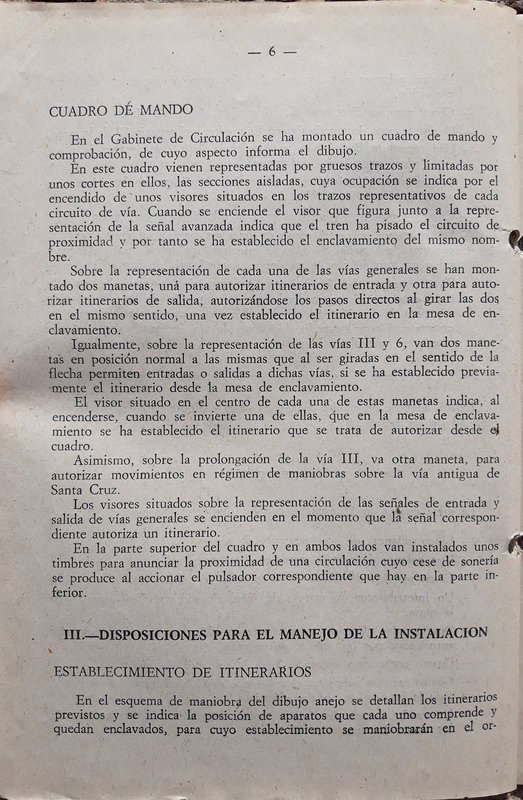 — 6 —
CUADRO DÉ MANDO
En el Gabinete de Circulación se ha montado un cuadro de mando y
comprobación, de cuyo aspecto informa el dibujo.
En este cuadro vienen representadas por gruesos trazos y limitadas por
unos cortes en ellos, las secciones aisladas, cuya ocupación se indica por el
encendido de unos visores situados en los trazos representativos de cada
circuito de vía. Cuando se enciende el visor que figura junto a la repre-
sentación de la señal avanzada indica que el tren ha pisado el circuito de
proximidad y por tanto se ha establecido el enclavamiento del mismo nom-
bre.
Sobre la representación de cada una de las vías generales se han mon-
tado dos manetas, una para autorizar itinerarios de entrada y otra para auto-
rizar itinerarios de salida, autorizándose los pasos directos al girar las dos
en el mismo sentido, una vez establecido el itinerario en la mesa de en-
clavamiento.
Igualmente, sobre la representación de las vías III y 6, van dos mane-
tas en posición normal a las mismas que al ser giradas en el sentido de la
flecha permiten entradas o salidas a dichas vías, si se ha establecido previa-
mente el itinerario desde la mesa de enclavamiento.
El visor situado en el centro de cada una de estas manetas indica, al
encenderse, cuando se invierte una de ellas, que en la mesa de enclava-
miento se ha establecido el itinerario que se trata de autorizar desde el
cuadro.
Asimismo, sobre la prolongación de la vía III, va otra maneta, para
autorizar movimientos en régimen de maniobras sobre la vía antigua de
Santa Cruz.
Los visores situados sobre la representación de las señales de entrada y
salida de vías generales se encienden en el momento que la señal correspon-
diente autoriza un itinerario.
En la parte superior del cuadro y en ambos lados van instalados unos
timbres para anunciar la proximidad de una circulación cuyo cese de sonería
se produce al accionar el pulsador correspondiente que hay en la parte in-
ferior.
III.—DISPOSICIONES PARA EL MANEJO DE LA INSTALACION
ESTABLECIMIENTO DE ITINERARIOS
En el esquema de maniobra del dibujo anejo se detallan los itinerarios
previstos y se indica la posición de aparatos que cada uno comprende y
quedan enclavados, para cuyo establecimiento se maniobrarán en el or-